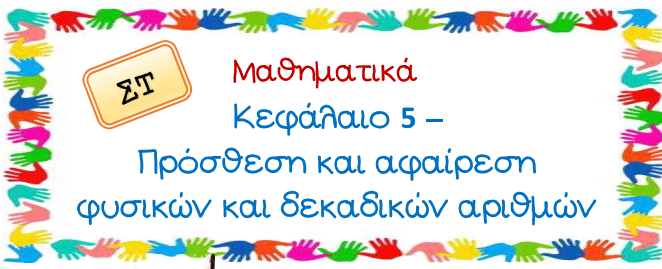 ΣΤ
Μαθηματικά
Κεφάλαιο 5 –
Πρόσθεση και αφαίρεση
φυσικών και δεκαδικών αριθμών